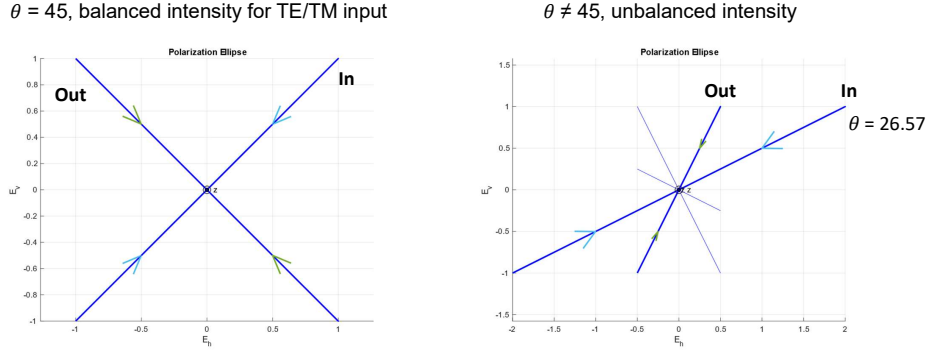 θ = 45, balanced intensity for TE/TM input
Polarization Ellipse
Out
In
z
1
0.8
0.6
0.4
0.2
0
-0.2
-0.4
-0.6
-0.8
-1
E_v
-1
-0.5
0
0.5
1
E_h
θ ≠ 45, unbalanced intensity
Polarization Ellipse
Out
In
θ = 26.57
z
1.5
1
0.5
0
-0.5
-1
-1.5
E_v
-2
-1.5
-1
-0.5
0
0.5
1
1.5
2
E_h